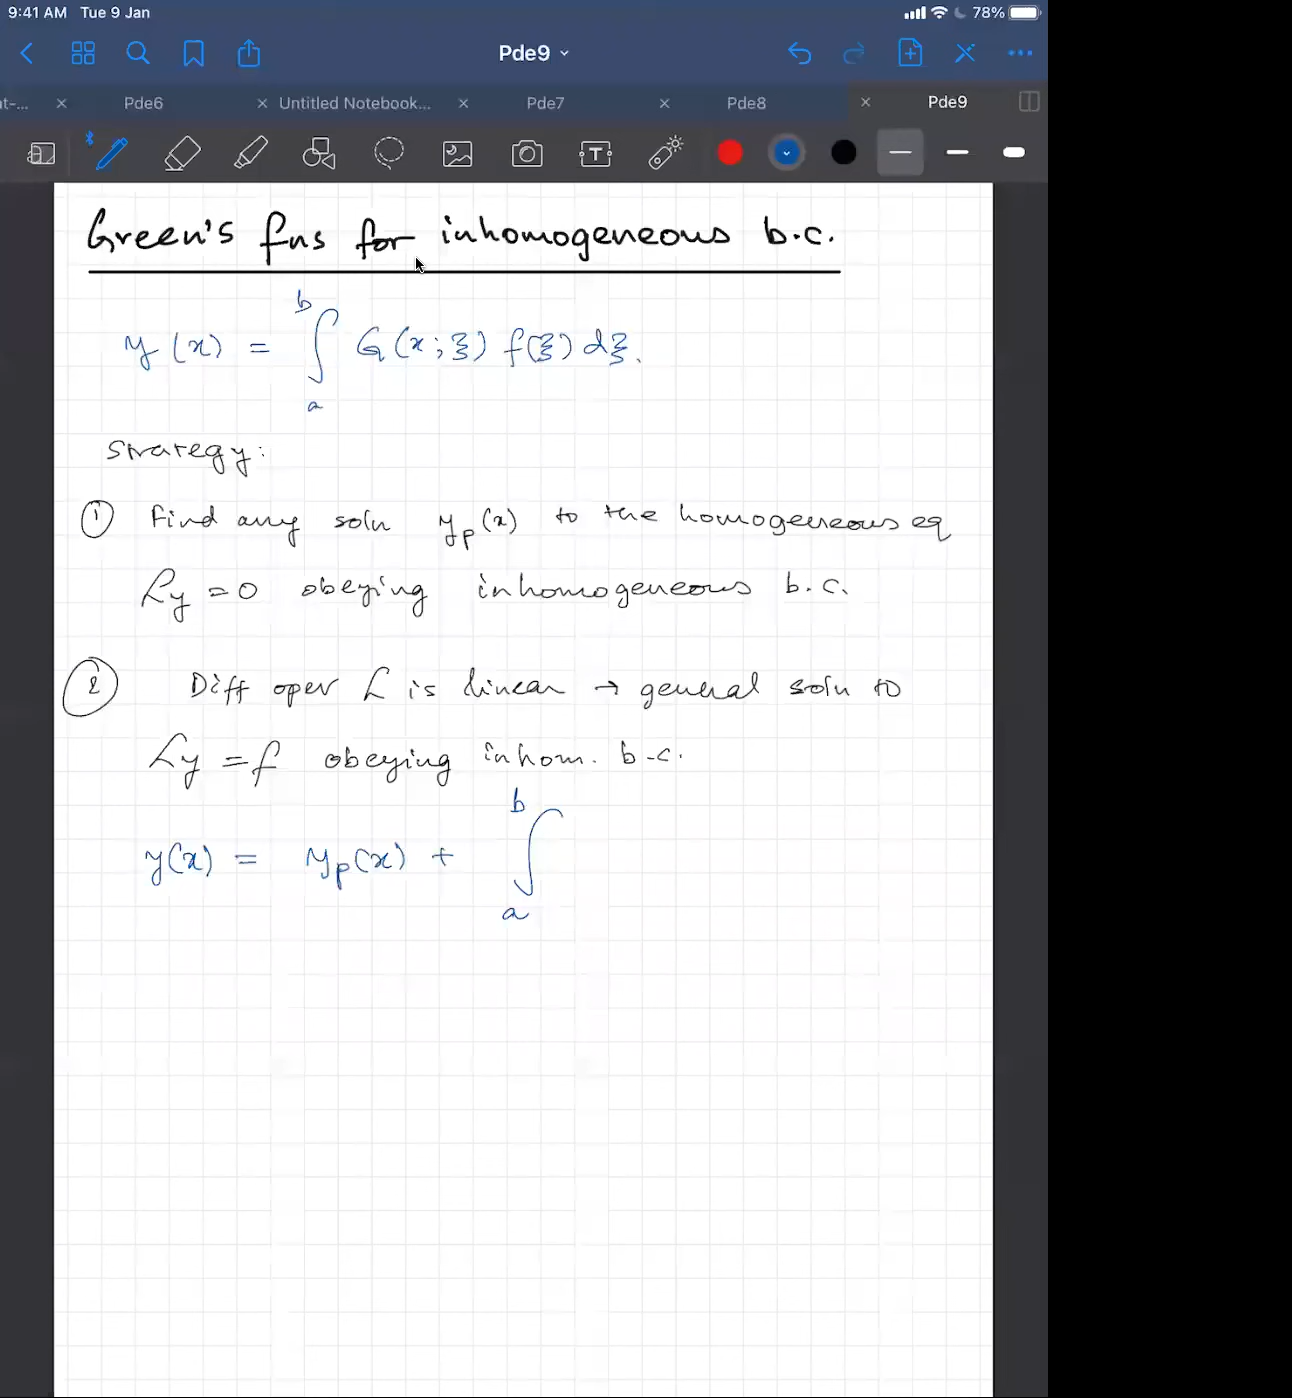 9:41 AM Tue 9 Jan 78%
Pde9
at-... Pde6 Untitled Notebook... Pde7 Pde8 Pde9
T
Green's fns for inhomogeneous b.c.
y(x) = ∫_a^b G(x;ξ) f(ξ) dξ.
Strategy:
① Find any soln y_p(x) to the homogeneous eq
ℒy = 0 obeying inhomogeneous b.c.
② Diff oper ℒ is linear → general soln to
ℒy = f obeying inhom. b.c.
y(x) = y_p(x) + ∫_a^b